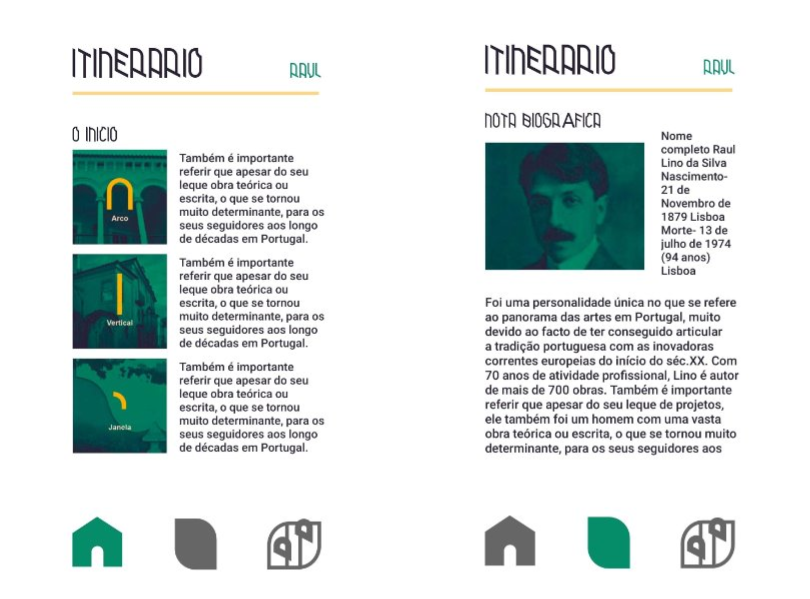 ITINERARIO
RAUL
O INICIO
Arco
Também é importante
referir que apesar do seu
leque obra teórica ou
escrita, o que se tornou
muito determinante, para os
seus seguidores ao longo
de décadas em Portugal.
Vertical
Também é importante
referir que apesar do seu
leque obra teórica ou
escrita, o que se tornou
muito determinante, para os
seus seguidores ao longo
de décadas em Portugal.
Janela
Também é importante
referir que apesar do seu
leque obra teórica ou
escrita, o que se tornou
muito determinante, para os
seus seguidores ao longo
de décadas em Portugal.
ITINERARIO
RAUL
NOTA BIOGRAFICA
Nome
completo Raul
Lino da Silva
Nascimento-
21 de
Novembro de
1879 Lisboa
Morte- 13 de
julho de 1974
(94 anos)
Lisboa
Foi uma personalidade única no que se refere
ao panorama das artes em Portugal, muito
devido ao facto de ter conseguido articular
a tradição portuguesa com as inovadoras
correntes europeias do início do séc.XX. Com
70 anos de atividade profissional, Lino é autor
de mais de 700 obras. Também é importante
referir que apesar do seu leque de projetos,
ele também foi um homem com uma vasta
obra teórica ou escrita, o que se tornou muito
determinante, para os seus seguidores aos